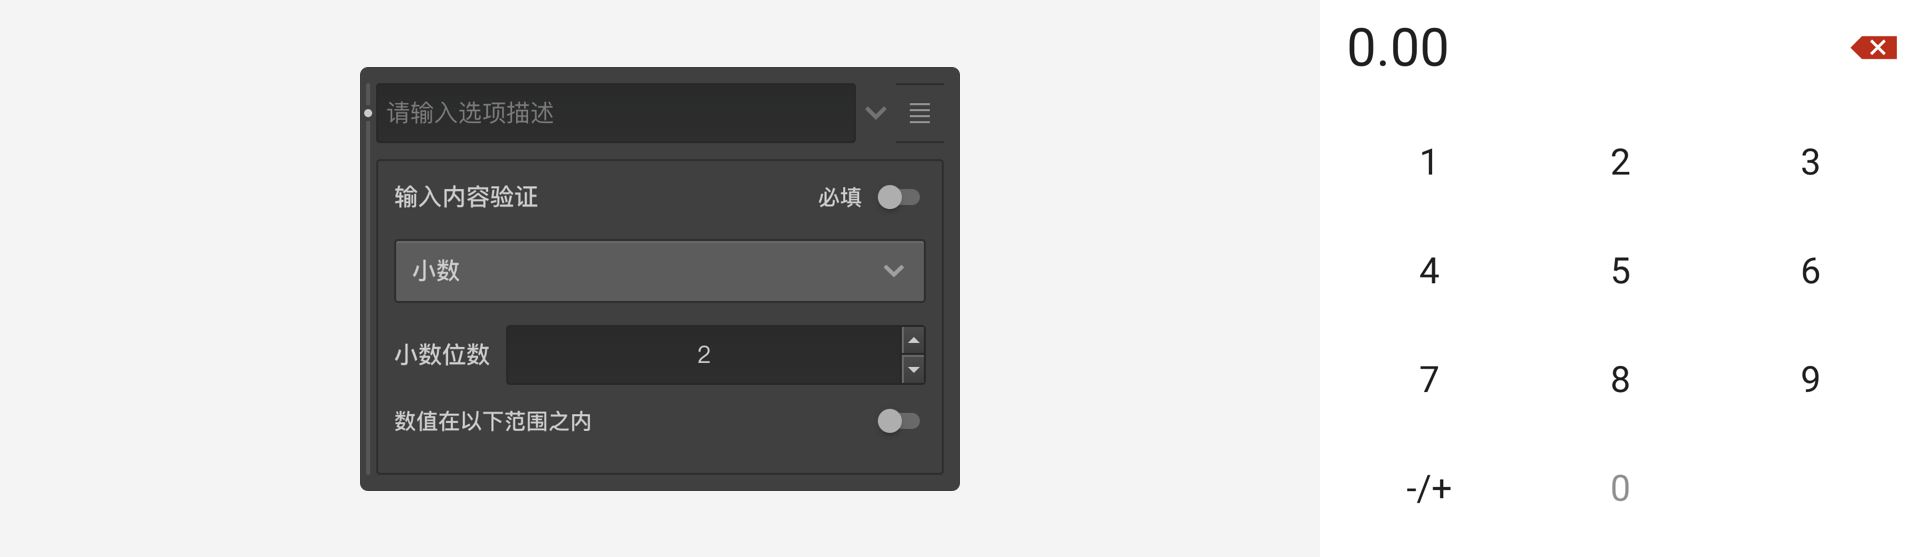 请输入选项描述
输入内容验证 必填
小数
小数位数 2
数值在以下范围之内
0.00
1 2 3
4 5 6
7 8 9
-/+ 0